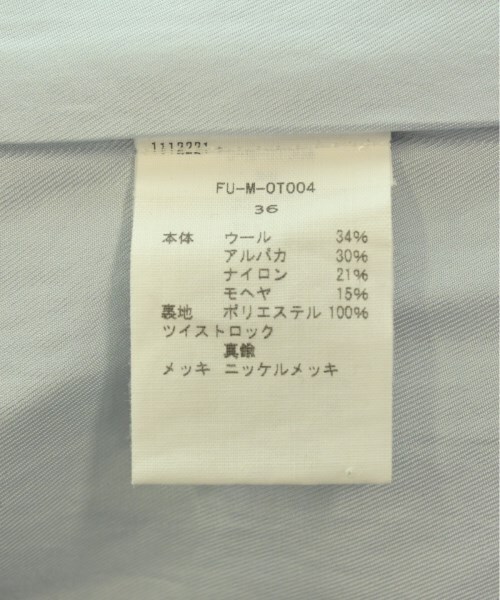 FU-M-OT004
36
本体 ウール 34%
アルパカ 30%
ナイロン 21%
モヘヤ 15%
裏地 ポリエステル 100%
ツイストロック
真鍮
メッキ ニッケルメッキ